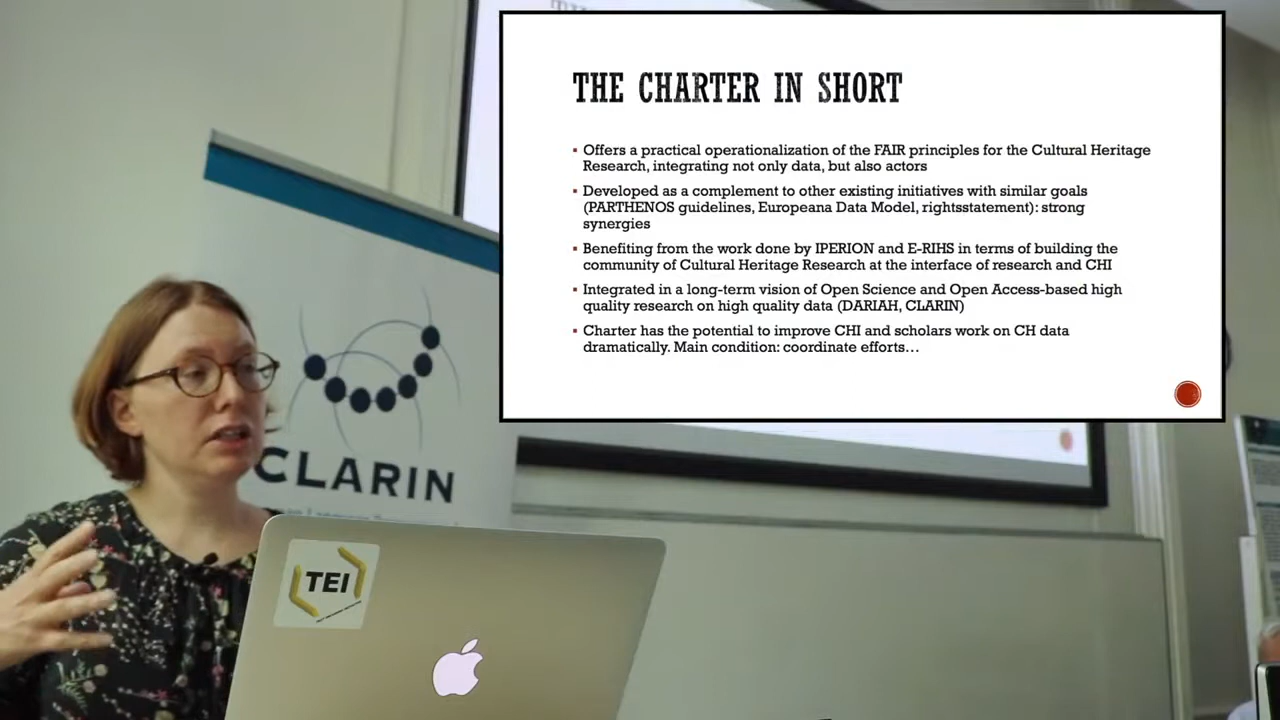 THE CHARTER IN SHORT
▪ Offers a practical operationalization of the FAIR principles for the Cultural Heritage
Research, integrating not only data, but also actors
▪ Developed as a complement to other existing initiatives with similar goals
(PARTHENOS guidelines, Europeana Data Model, rightsstatement): strong
synergies
▪ Benefiting from the work done by IPERION and E-RIHS in terms of building the
community of Cultural Heritage Research at the interface of research and CHI
▪ Integrated in a long-term vision of Open Science and Open Access-based high
quality research on high quality data (DARIAH, CLARIN)
▪ Charter has the potential to improve CHI and scholars work on CH data
dramatically. Main condition: coordinate efforts…
CLARIN
TEI